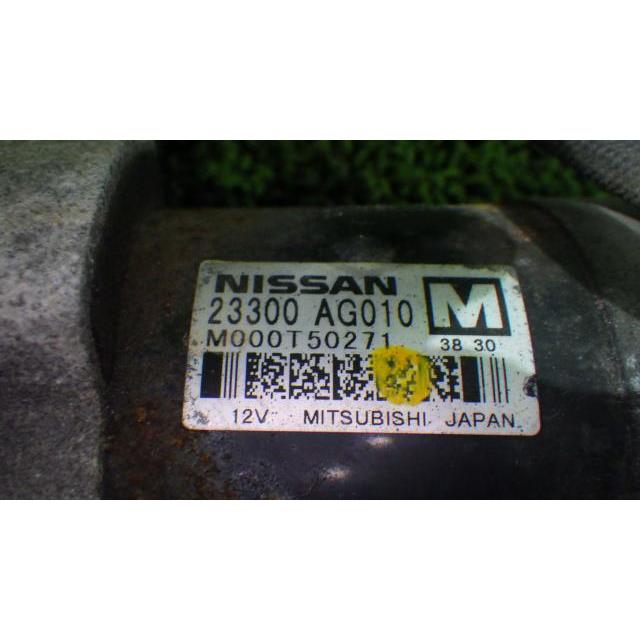 NISSAN
23300 AG010 M
M000T50271 38 30
12V MITSUBISHI JAPAN